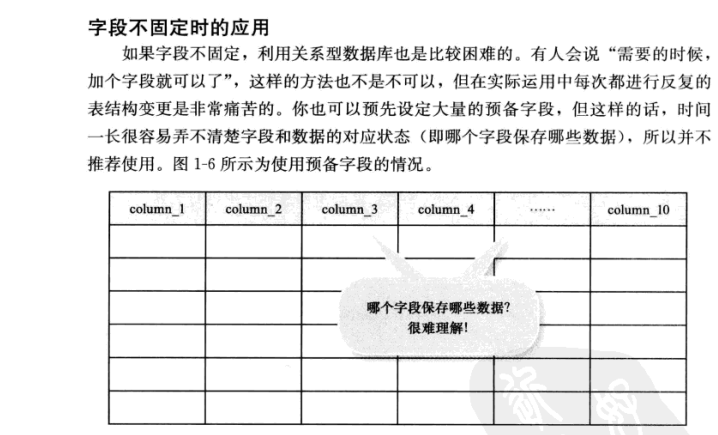 字段不固定时的应用
如果字段不固定，利用关系型数据库也是比较困难的。有人会说“需要的时候，
加个字段就可以了”，这样的方法也不是不可以，但在实际运用中每次都进行反复的
表结构变更是非常痛苦的。你也可以预先设定大量的预备字段，但这样的话，时间
一长很容易弄不清楚字段和数据的对应状态（即哪个字段保存哪些数据），所以并不
推荐使用。图 1-6 所示为使用预备字段的情况。
column_1 column_2 column_3 column_4 …… column_10
哪个字段保存哪些数据？
很难理解！